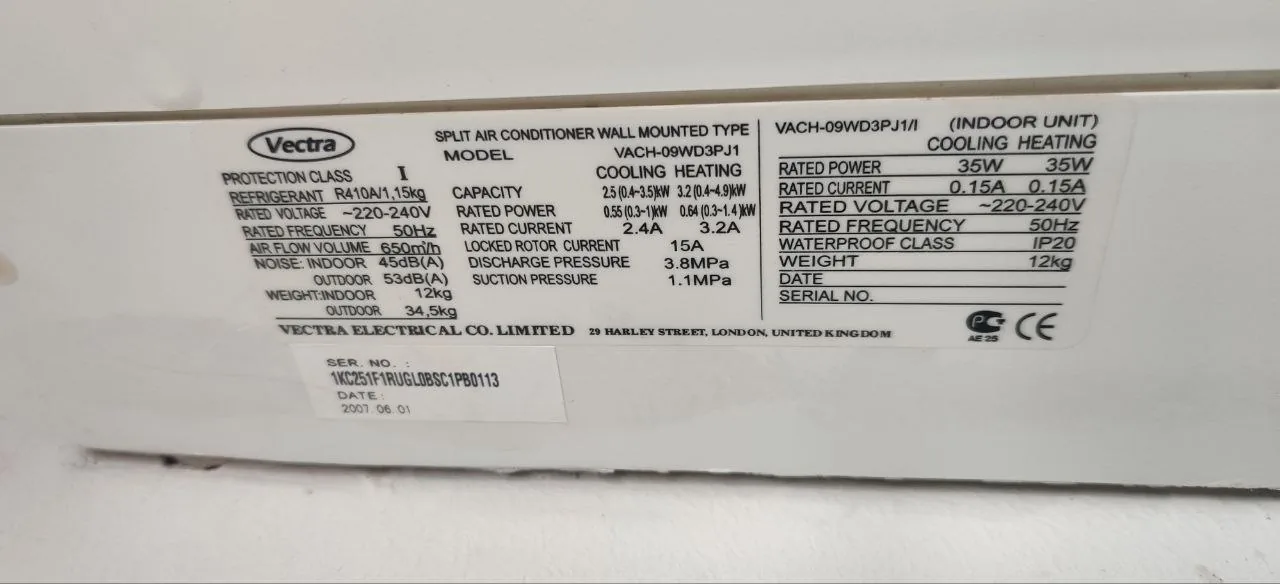 Vectra
PROTECTION CLASS I
REFRIGERANT R410A/1,15kg
RATED VOLTAGE ~220-240V
RATED FREQUENCY 50Hz
AIR FLOW VOLUME 650m³/h
NOISE: INDOOR 45dB(A)
OUTDOOR 53dB(A)
WEIGHT:INDOOR 12kg
OUTDOOR 34,5kg
SPLIT AIR CONDITIONER WALL MOUNTED TYPE
MODEL VACH-09WD3PJ1
COOLING HEATING
CAPACITY 2.5 (0.4~3.5)kW 3.2 (0.4~4.9)kW
RATED POWER 0.55 (0.3~1)kW 0.64 (0.3~1.4)kW
RATED CURRENT 2.4A 3.2A
LOCKED ROTOR CURRENT 15A
DISCHARGE PRESSURE 3.8MPa
SUCTION PRESSURE 1.1MPa
VACH-09WD3PJ1/I (INDOOR UNIT)
COOLING HEATING
RATED POWER 35W 35W
RATED CURRENT 0.15A 0.15A
RATED VOLTAGE ~220-240V
RATED FREQUENCY 50Hz
WATERPROOF CLASS IP20
WEIGHT 12kg
DATE
SERIAL NO.
VECTRA ELECTRICAL CO. LIMITED 29 HARLEY STREET, LONDON, UNITED KINGDOM
РС АЕ 25 CE
SER. NO. :
1KC251F1RUGL0BSC1PB0113
DATE:
2007.06.01